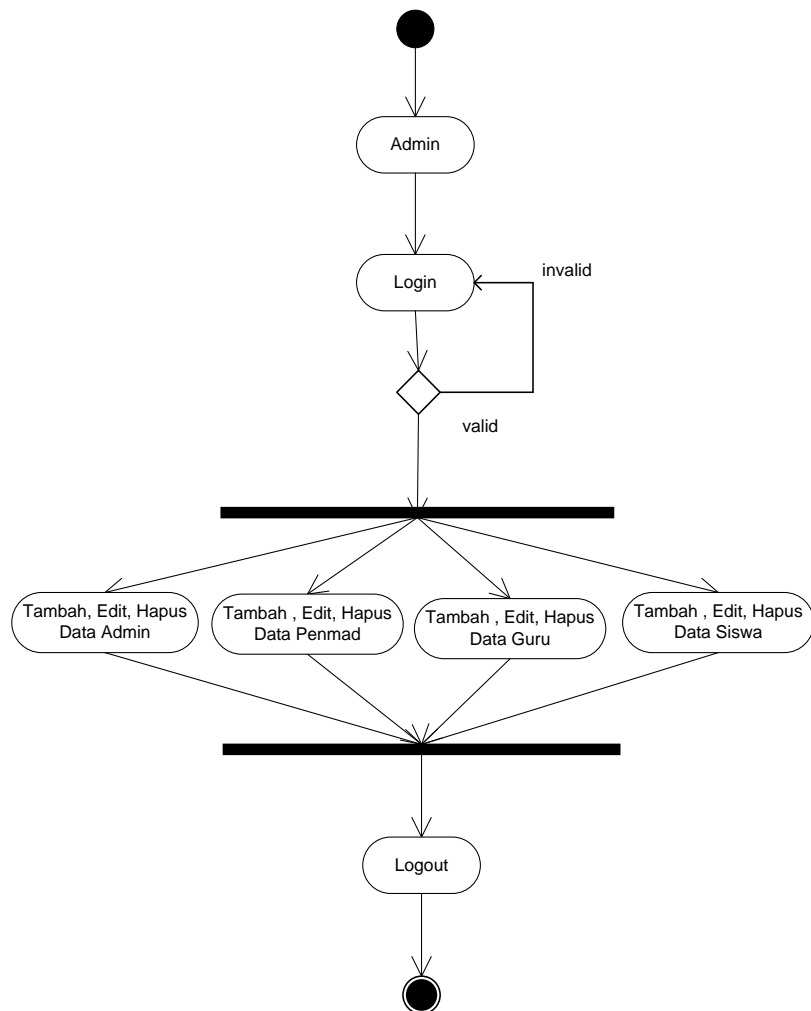 Admin
Login
invalid
valid
Tambah, Edit, Hapus
Data Admin
Tambah , Edit, Hapus
Data Penmad
Tambah , Edit, Hapus
Data Guru
Tambah , Edit, Hapus
Data Siswa
Logout